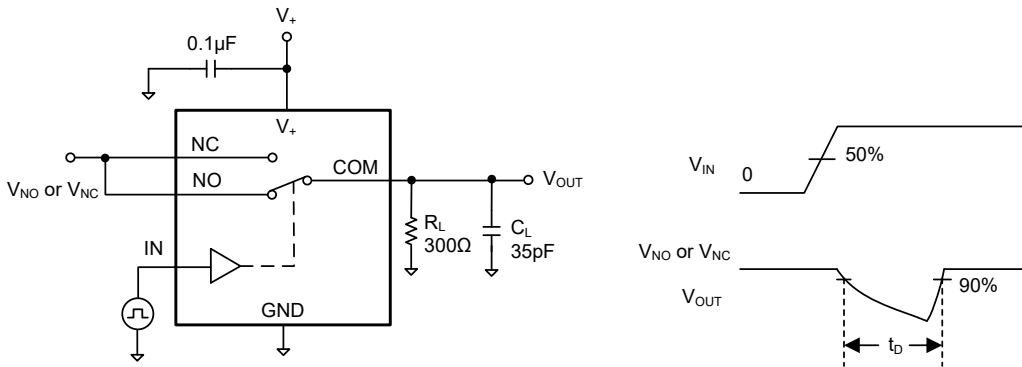 V+
0.1µF
V+
NC
COM
NO
VNO or VNC
VOUT
RL
300Ω
CL
35pF
IN
GND
VIN
0
50%
VNO or VNC
VOUT
90%
tD